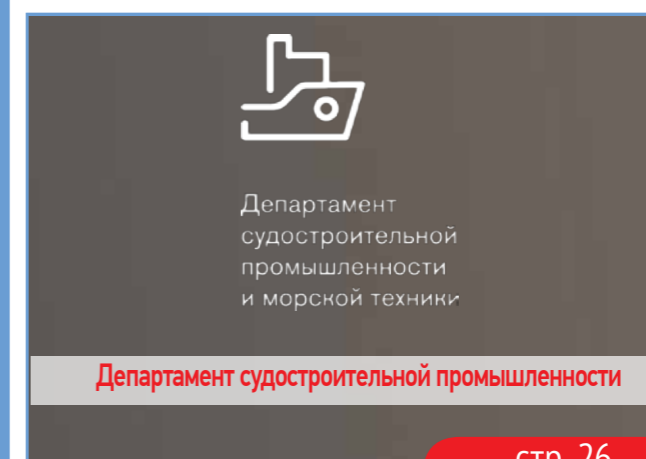 Департамент
судостроительной
промышленности
и морской техники
Департамент судостроительной промышленности
стр. 26